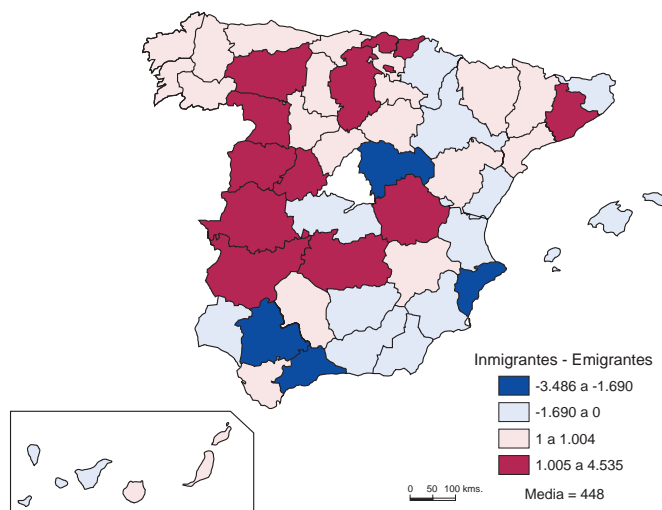 Inmigrantes - Emigrantes
-3.486 a -1.690
-1.690 a 0
1 a 1.004
1.005 a 4.535
Media = 448
0 50 100 kms.